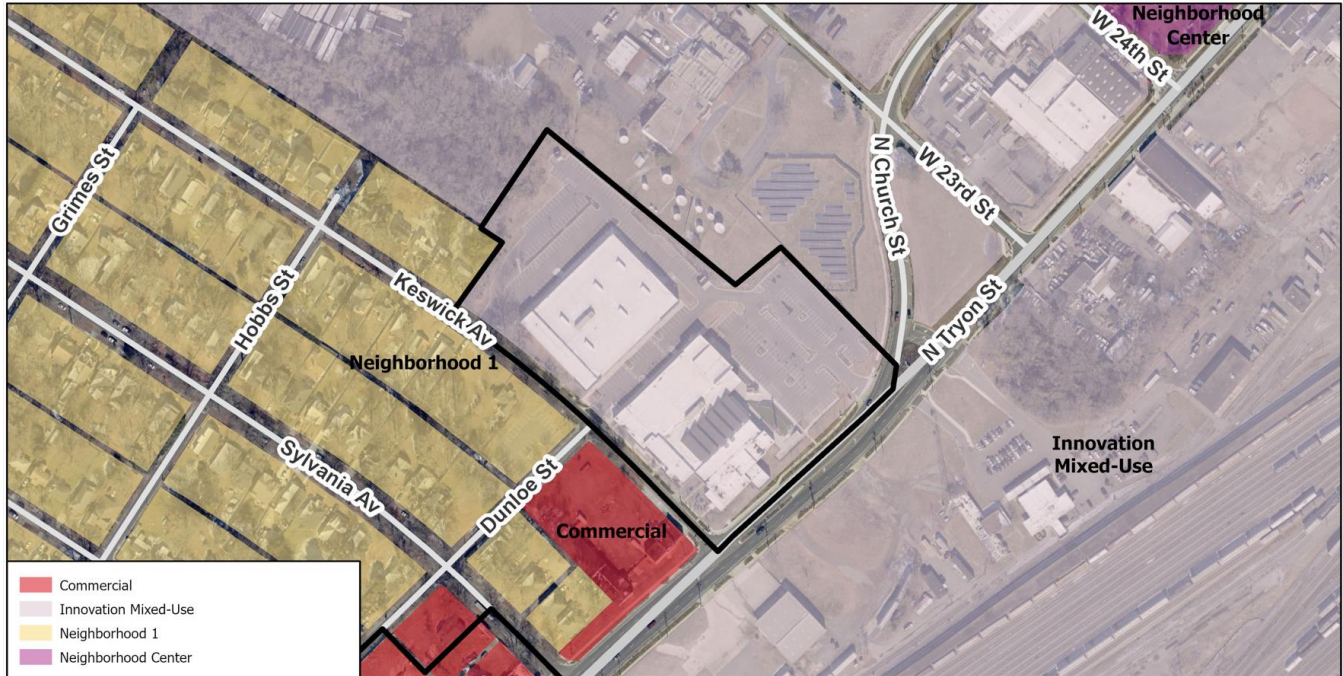 Neighborhood
Center
W 24th St
Grimes St
W 23rd St
N Church St
Hobbs St
Keswick Av
N Tryon St
Neighborhood 1
Innovation
Mixed-Use
Sylvania Av
Dunloe St
Commercial
Commercial
Innovation Mixed-Use
Neighborhood 1
Neighborhood Center